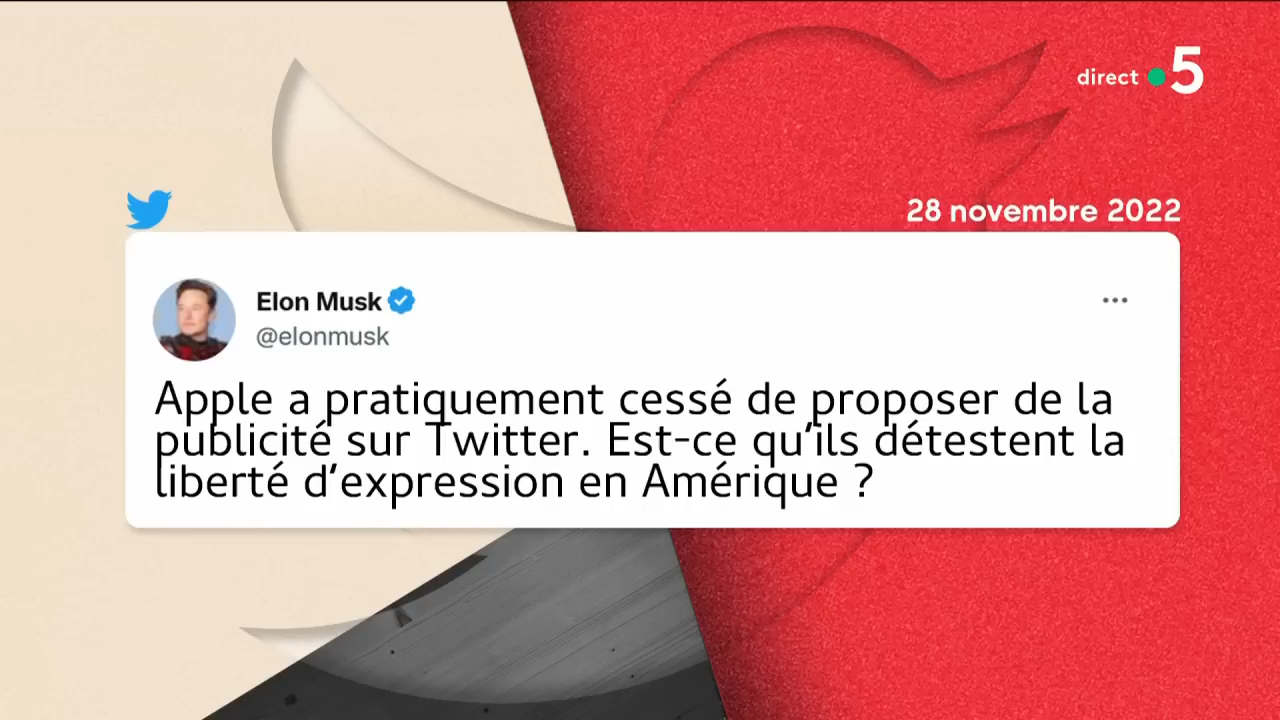 direct 5
28 novembre 2022
Elon Musk
@elonmusk
Apple a pratiquement cessé de proposer de la
publicité sur Twitter. Est-ce qu’ils détestent la
liberté d’expression en Amérique ?